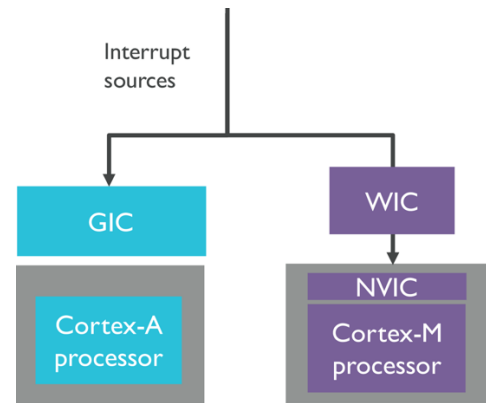 Interrupt
sources
GIC
WIC
NVIC
Cortex-A
processor
Cortex-M
processor